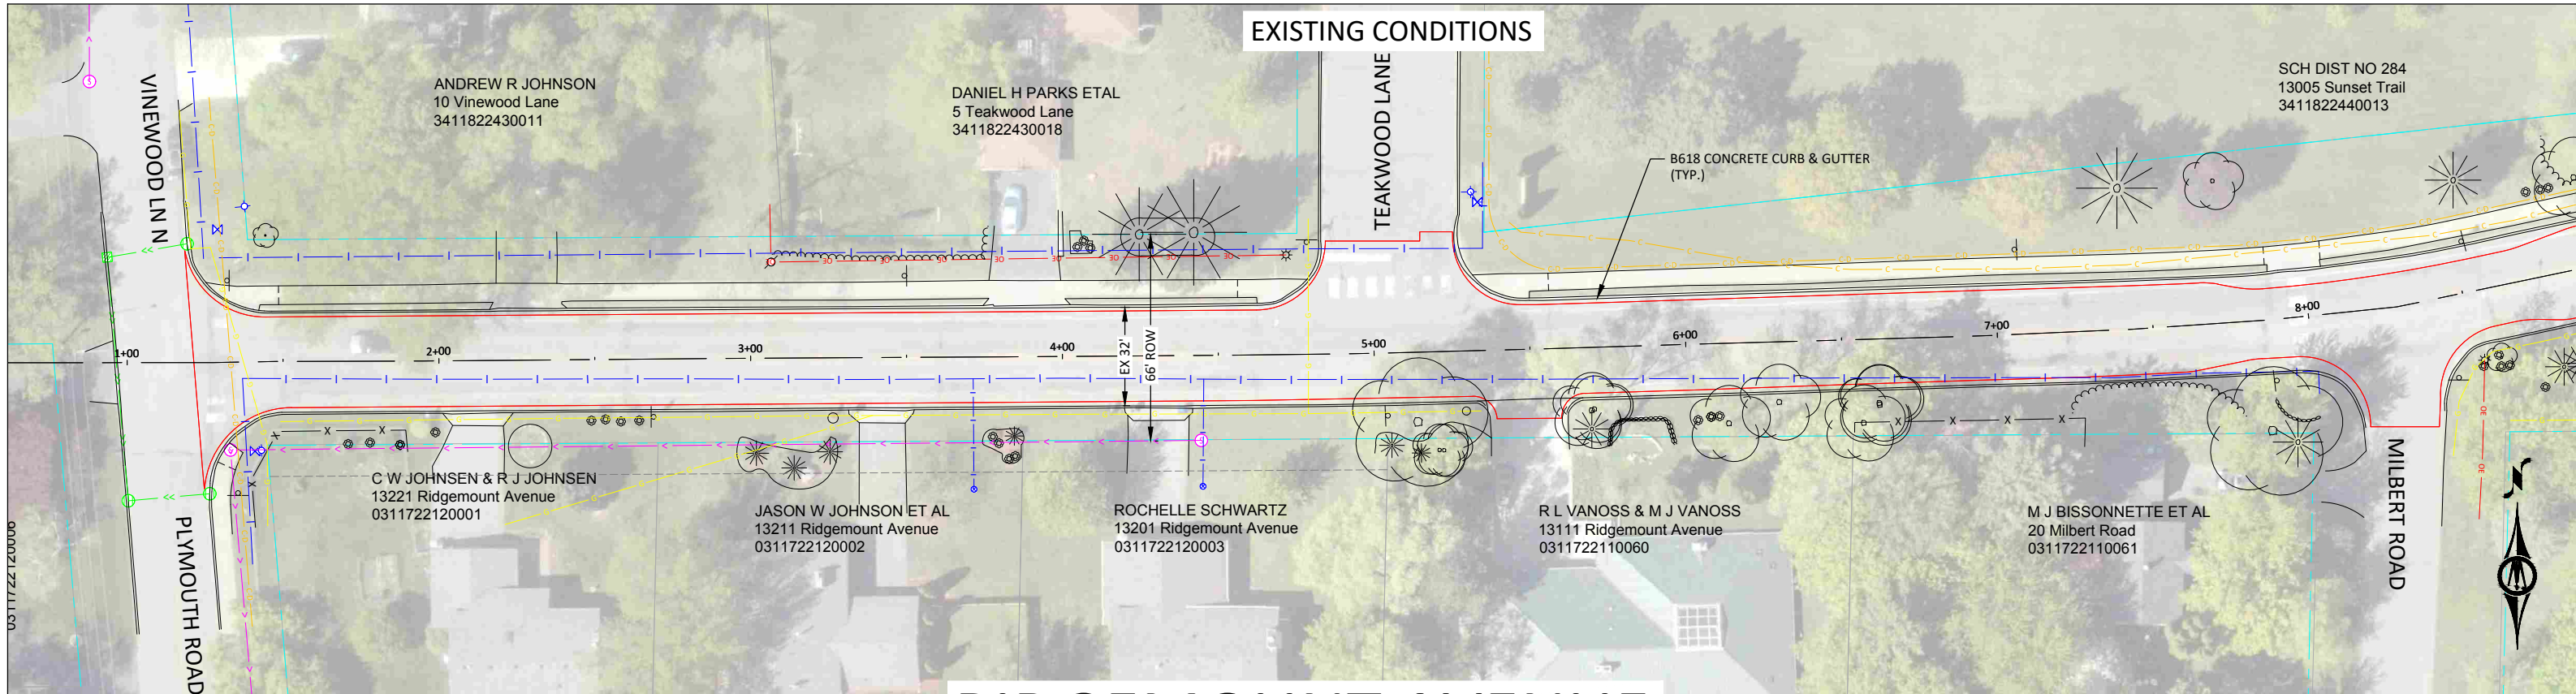 EXISTING CONDITIONS
VINEWOOD LN N
ANDREW R JOHNSON
10 Vinewood Lane
3411822430011
DANIEL H PARKS ETAL
5 Teakwood Lane
3411822430018
TEAKWOOD LANE
B618 CONCRETE CURB & GUTTER
(TYP.)
SCH DIST NO 284
13005 Sunset Trail
3411822440013
1+00
2+00
3+00
4+00
5+00
6+00
7+00
8+00
EX 32'
66' ROW
C W JOHNSEN & R J JOHNSEN
13221 Ridgemount Avenue
0311722120001
JASON W JOHNSON ET AL
13211 Ridgemount Avenue
0311722120002
ROCHELLE SCHWARTZ
13201 Ridgemount Avenue
0311722120003
R L VANOSS & M J VANOSS
13111 Ridgemount Avenue
0311722110060
M J BISSONNETTE ET AL
20 Milbert Road
0311722110061
PLYMOUTH ROAD
MILBERT ROAD
N
0311722120006